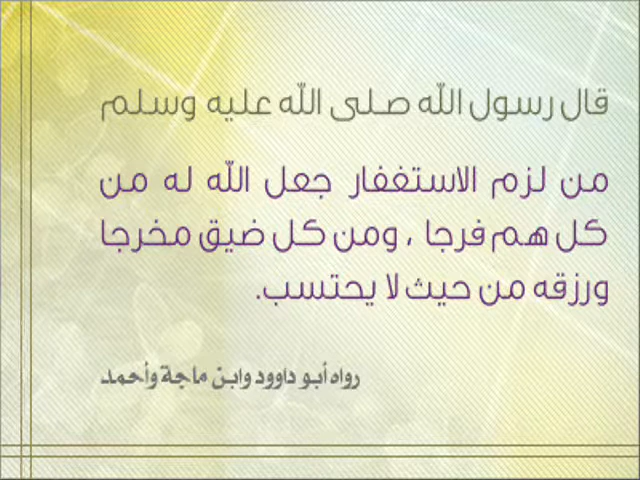 قال رسول الله صلى الله عليه وسلم
من لزم الاستغفار جعل الله له من
كل هم فرجا ، ومن كل ضيق مخرجا
ورزقه من حيث لا يحتسب.
رواه أبو داوود وابن ماجة وأحمد